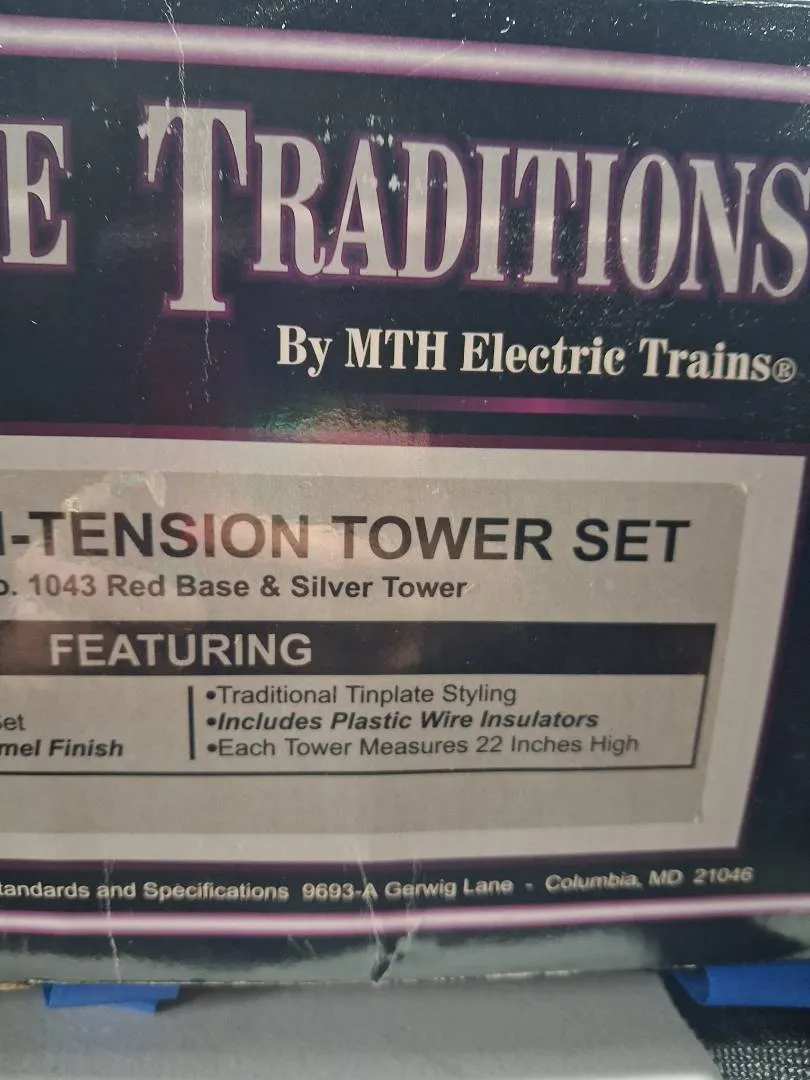 E TRADITIONS
By MTH Electric Trains®
-TENSION TOWER SET
. 1043 Red Base & Silver Tower
FEATURING
•Traditional Tinplate Styling
et
•Includes Plastic Wire Insulators
mel Finish
•Each Tower Measures 22 Inches High
tandards and Specifications 9693-A Gerwig Lane - Columbia, MD 21046